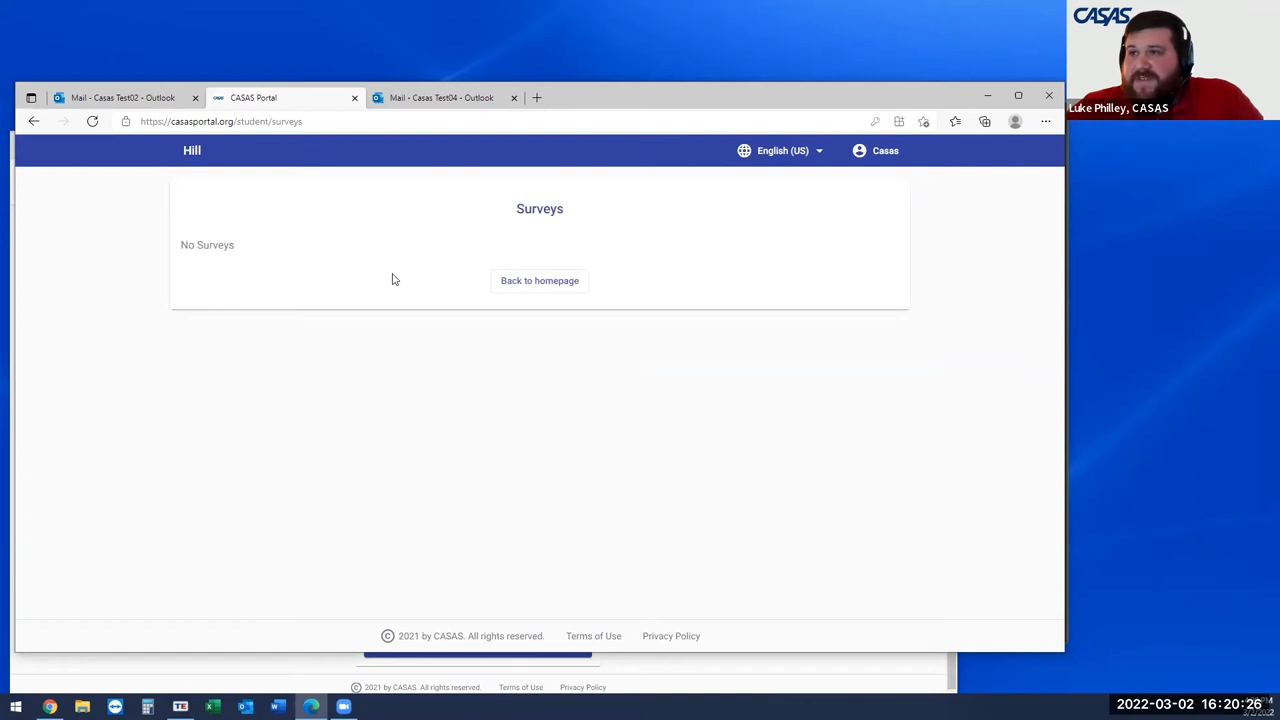 CASAS
Luke Philley, CASAS
Mail - Casas Test02 - Outlook
CASAS Portal
Mail - Casas Test04 - Outlook
https://casasportal.org/student/surveys
Hill
English (US)
Casas
Surveys
No Surveys
Back to homepage
© 2021 by CASAS. All rights reserved.
Terms of Use
Privacy Policy
© 2021 by CASAS. All rights reserved.
Terms of Use
Privacy Policy
TE
2022-03-02 16:20:26